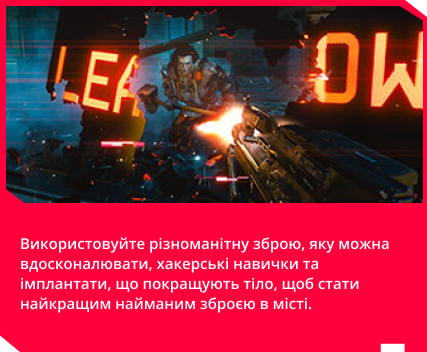 LEA
OW
Використовуйте різноманітну зброю, яку можна
вдосконалювати, хакерські навички та
імплантати, що покращують тіло, щоб стати
найкращим найманим зброєю в місті.